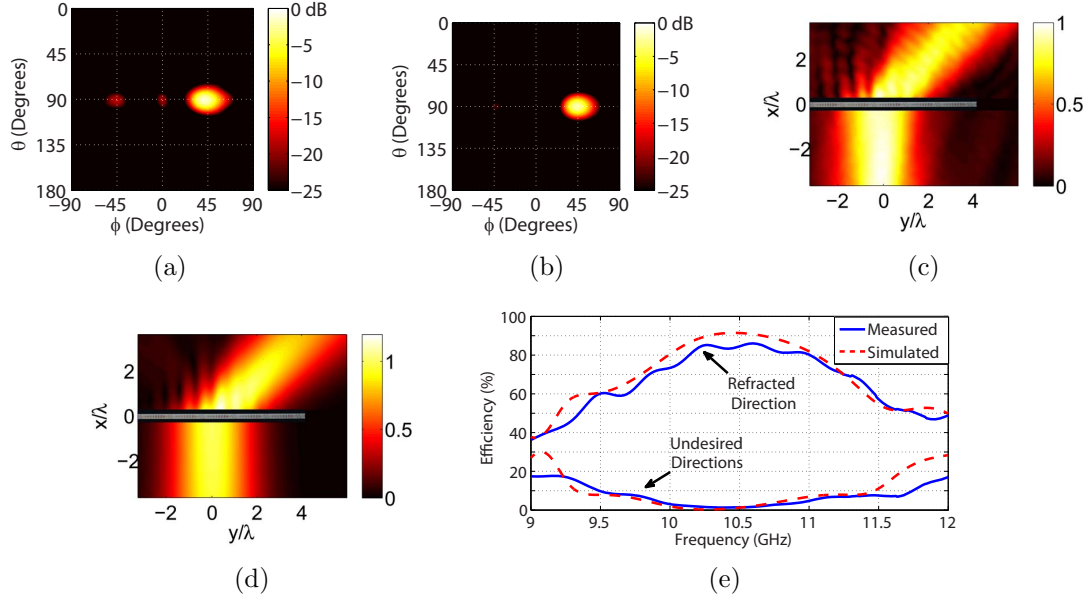 0
45
90
135
180
θ (Degrees)
−90 −45 0 45 90
ϕ (Degrees)
0 dB
−5
−10
−15
−20
−25
(a)
0
45
90
135
180
θ (Degrees)
−90 −45 0 45 90
ϕ (Degrees)
0 dB
−5
−10
−15
−20
−25
(b)
2
0
−2
x/λ
−2 0 2 4
y/λ
1
0.5
0
(c)
2
0
−2
x/λ
−2 0 2 4
y/λ
1
0.5
0
(d)
100
80
60
40
20
0
Efficiency (%)
Measured
Simulated
Refracted
Direction
Undesired
Directions
9 9.5 10 10.5 11 11.5 12
Frequency (GHz)
(e)